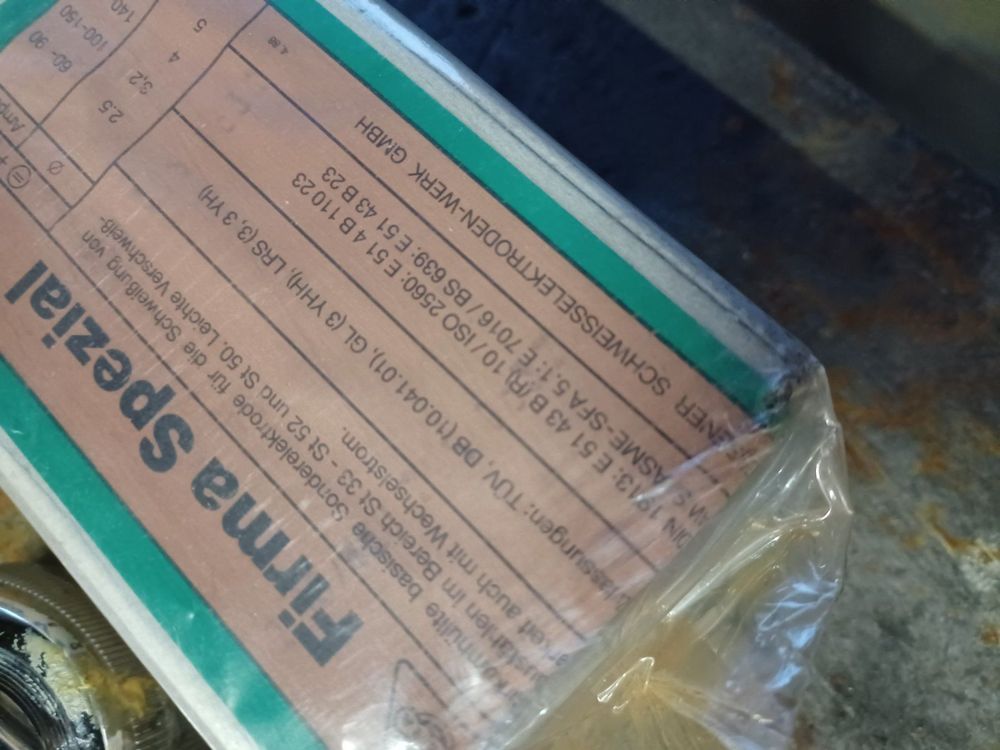 Firma Spezial
basische Sonderelektrode für die Schweißung von
im Bereich St 33 - St 52 und St 50. Leichte Verschweiß-
auch mit Wechselstrom.
TÜV, DB (10.041.01), GL (3 YHH), LRS (3, 3 YH)
DIN 1913: E 51 43 B (R) 10 / ISO 2560: E 51 4 B 110 23
ASME-SFA 5.1: E 7016 / BS 639: E 51 43 B 23
SCHWEISSELEKTRODEN-WERK GMBH
= +
Ø 2.5 3,2 4 5
60- 90 100-150 140
4. 88